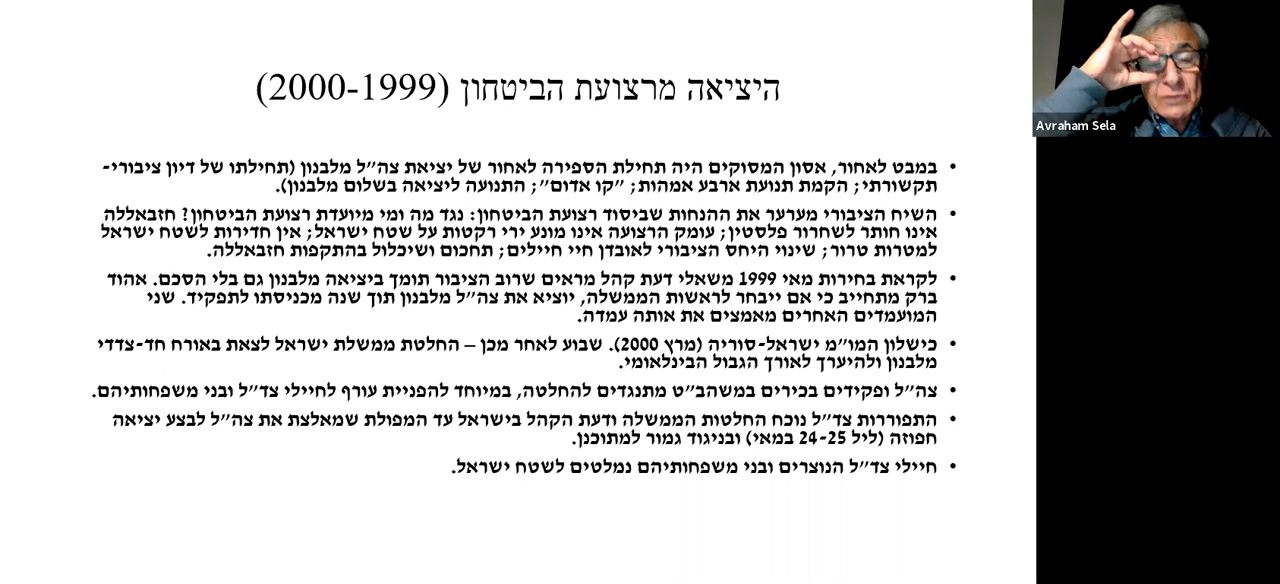 היציאה מרצועת הביטחון (2000-1999)
• במבט לאחור, אסון המסוקים היה תחילת הספירה לאחור של יציאת צה"ל מלבנון (תחילתו של דיון ציבורי-
תקשורתי; הקמת תנועת ארבע אמהות; "קו אדום"; התנועה ליציאה בשלום מלבנון).
• השיח הציבורי מערער את ההנחות שביסוד רצועת הביטחון: נגד מה ומי מיועדת רצועת הביטחון? חזבאללה
אינו חותר לשחרור פלסטין; עומק הרצועה אינו מונע ירי רקטות על שטח ישראל; אין חדירות לשטח ישראל
למטרות טרור; שינוי היחס הציבורי לאובדן חיי חיילים; תחכום ושיכלול בהתקפות חזבאללה.
• לקראת בחירות מאי 1999 משאלי דעת קהל מראים שרוב הציבור תומך ביציאה מלבנון גם בלי הסכם. אהוד
ברק מתחייב כי אם ייבחר לראשות הממשלה, יוציא את צה"ל מלבנון תוך שנה מכניסתו לתפקיד. שני
המועמדים האחרים מאמצים את אותה עמדה.
• כישלון המו"מ ישראל-סוריה (מרץ 2000). שבוע לאחר מכן – החלטת ממשלת ישראל לצאת באורח חד-צדדי
מלבנון ולהיערך לאורך הגבול הבינלאומי.
• צה"ל ופקידים בכירים במשהב"ט מתנגדים להחלטה, במיוחד להפניית עורף לחיילי צד"ל ובני משפחותיהם.
• התפוררות צד"ל נוכח החלטות הממשלה ודעת הקהל בישראל עד המפולת שמאלצת את צה"ל לבצע יציאה
חפוזה (ליל 24-25 במאי) ובניגוד גמור למתוכנן.
• חיילי צד"ל הנוצרים ובני משפחותיהם נמלטים לשטח ישראל.
Avraham Sela